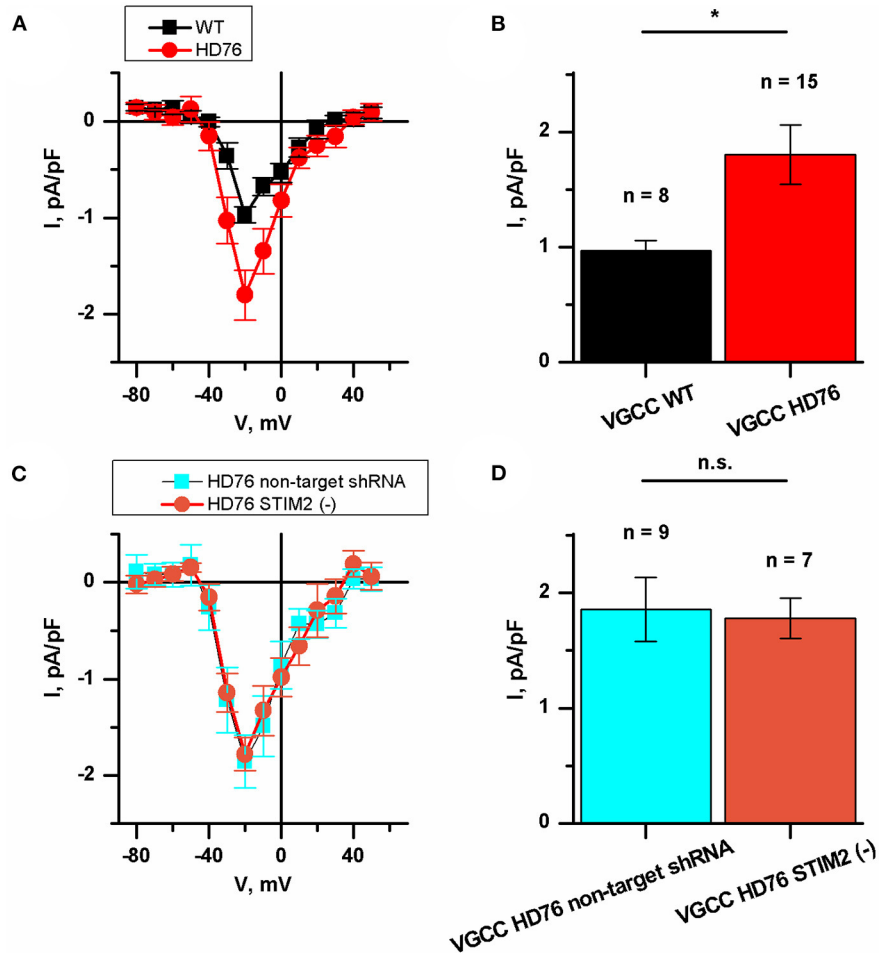 A
WT
HD76
0
-1
-2
I, pA/pF
-80
-40
0
40
V, mV
B
*
n = 15
n = 8
2
1
0
I, pA/pF
VGCC WT
VGCC HD76
C
HD76 non-target shRNA
HD76 STIM2 (-)
0
-1
-2
I, pA/pF
-80
-40
0
40
V, mV
D
n.s.
n = 9
n = 7
2
1
0
I, pA/pF
VGCC HD76 non-target shRNA
VGCC HD76 STIM2 (-)